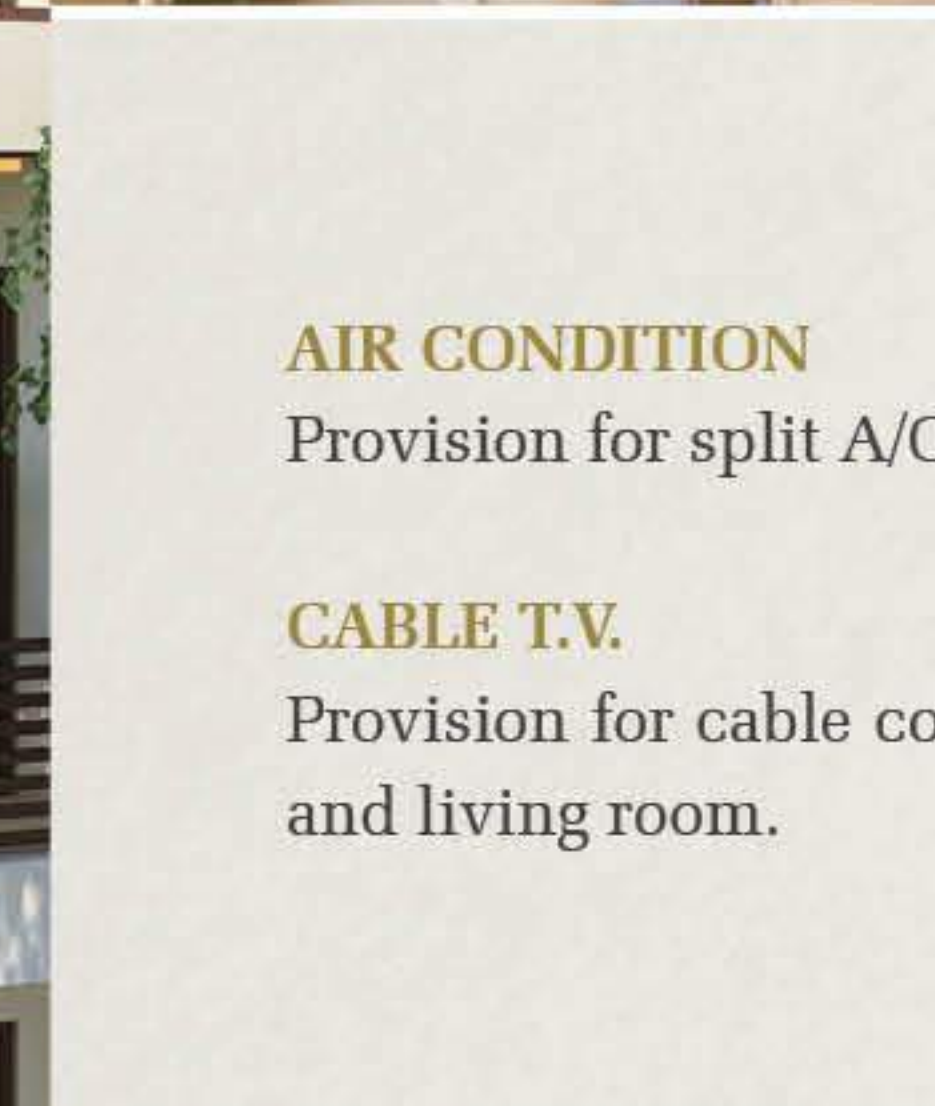 AIR CONDITION
Provision for split A/C
CABLE T.V.
Provision for cable
and living room.